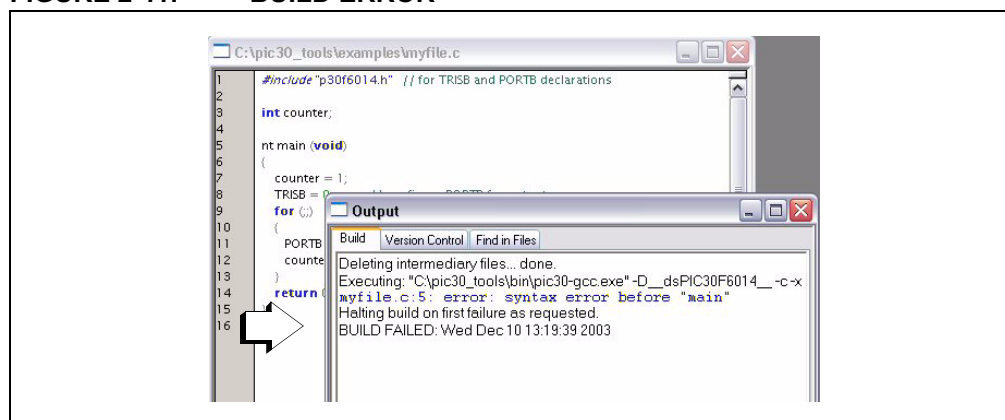 FIGURE 2-7: BUILD ERROR
C:\pic30_tools\examples\myfile.c
1 #include "p30f6014.h" // for TRISB and PORTB declarations
2
3 int counter;
4
5 nt main (void)
6 {
7 counter = 1;
8 TRISB =
9 for (;;)
10 {
11 PORTB
12 counte
13 }
14 return (
15
16
Output
Build Version Control Find in Files
Deleting intermediary files... done.
Executing: "C:\pic30_tools\bin\pic30-gcc.exe" -D__dsPIC30F6014__ -c -x
myfile.c:5: error: syntax error before "main"
Halting build on first failure as requested.
BUILD FAILED: Wed Dec 10 13:19:39 2003